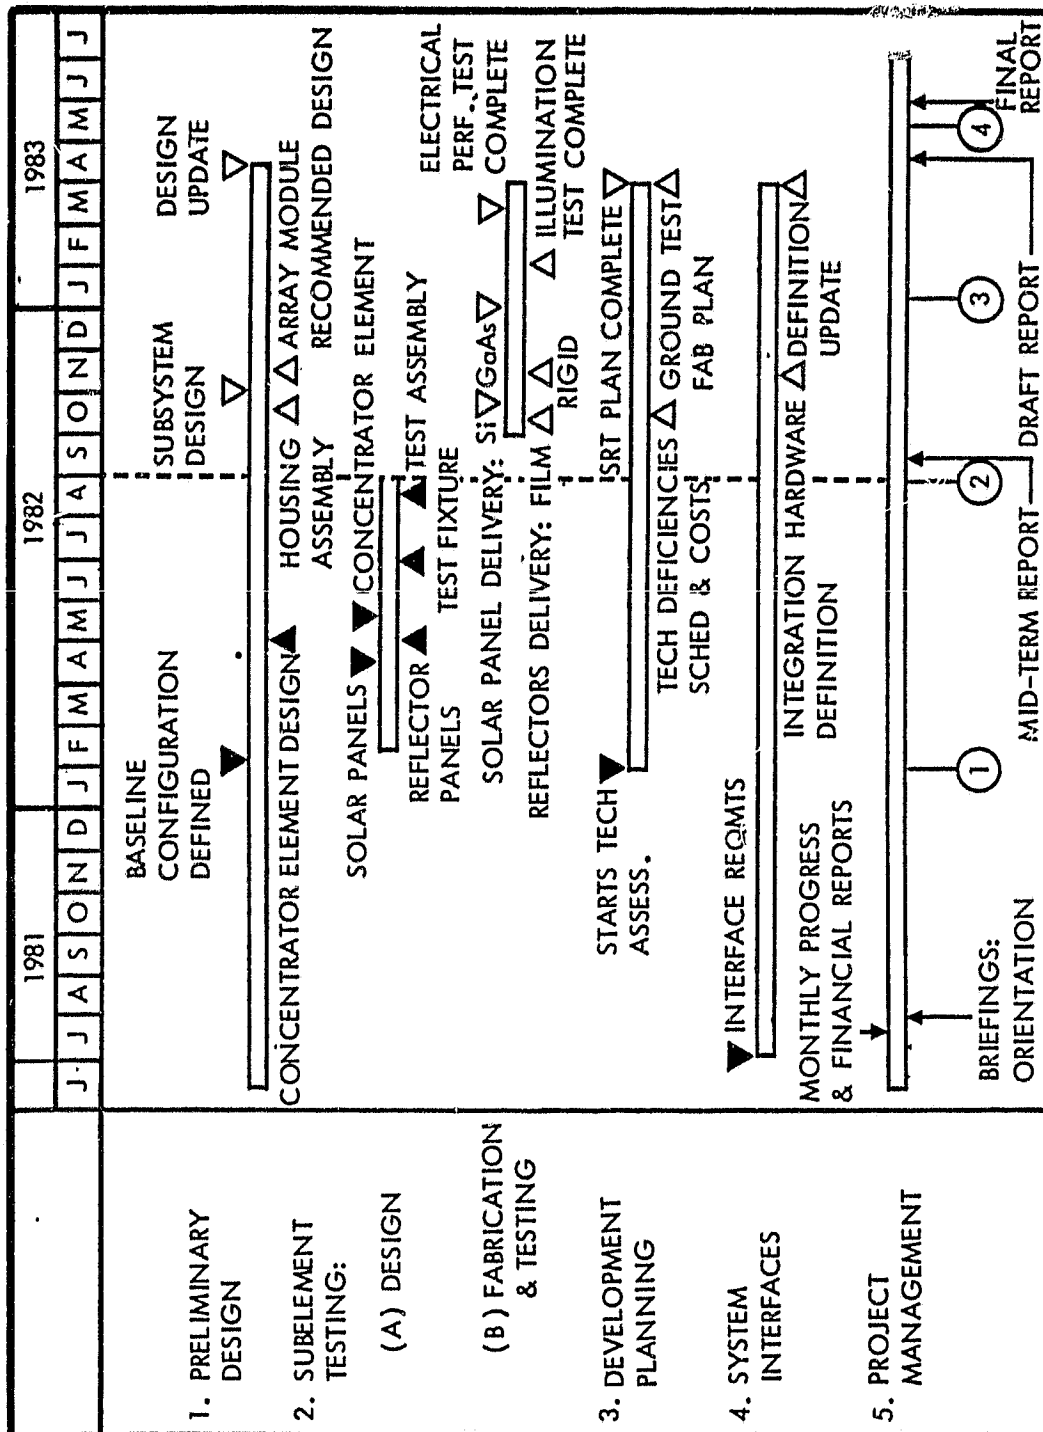 1981
1982
1983
J J A S O N D J F M A M J J A S O N D J F M A M J J
1. PRELIMINARY
DESIGN
BASELINE
CONFIGURATION
DEFINED
SUBSYSTEM
DESIGN
DESIGN
UPDATE
CONCENTRATOR ELEMENT DESIGN
HOUSING
ASSEMBLY
ARRAY MODULE
RECOMMENDED DESIGN
2. SUBELEMENT
TESTING:
(A) DESIGN
SOLAR PANELS
CONCENTRATOR ELEMENT
REFLECTOR
PANELS
TEST FIXTURE
TEST ASSEMBLY
(B) FABRICATION
& TESTING
SOLAR PANEL DELIVERY: Si GaAs
ELECTRICAL
PERF. TEST
COMPLETE
REFLECTORS DELIVERY: FILM
RIGID
ILLUMINATION
TEST COMPLETE
3. DEVELOPMENT
PLANNING
STARTS TECH
ASSESS.
SRT PLAN COMPLETE
TECH DEFICIENCIES
SCHED & COSTS
GROUND TEST
FAB PLAN
4. SYSTEM
INTERFACES
INTERFACE REQMTS
INTEGRATION HARDWARE
DEFINITION
DEFINITION
UPDATE
5. PROJECT
MANAGEMENT
MONTHLY PROGRESS
& FINANCIAL REPORTS
BRIEFINGS:
ORIENTATION
1
2
3
4
MID-TERM REPORT
DRAFT REPORT
FINAL
REPORT